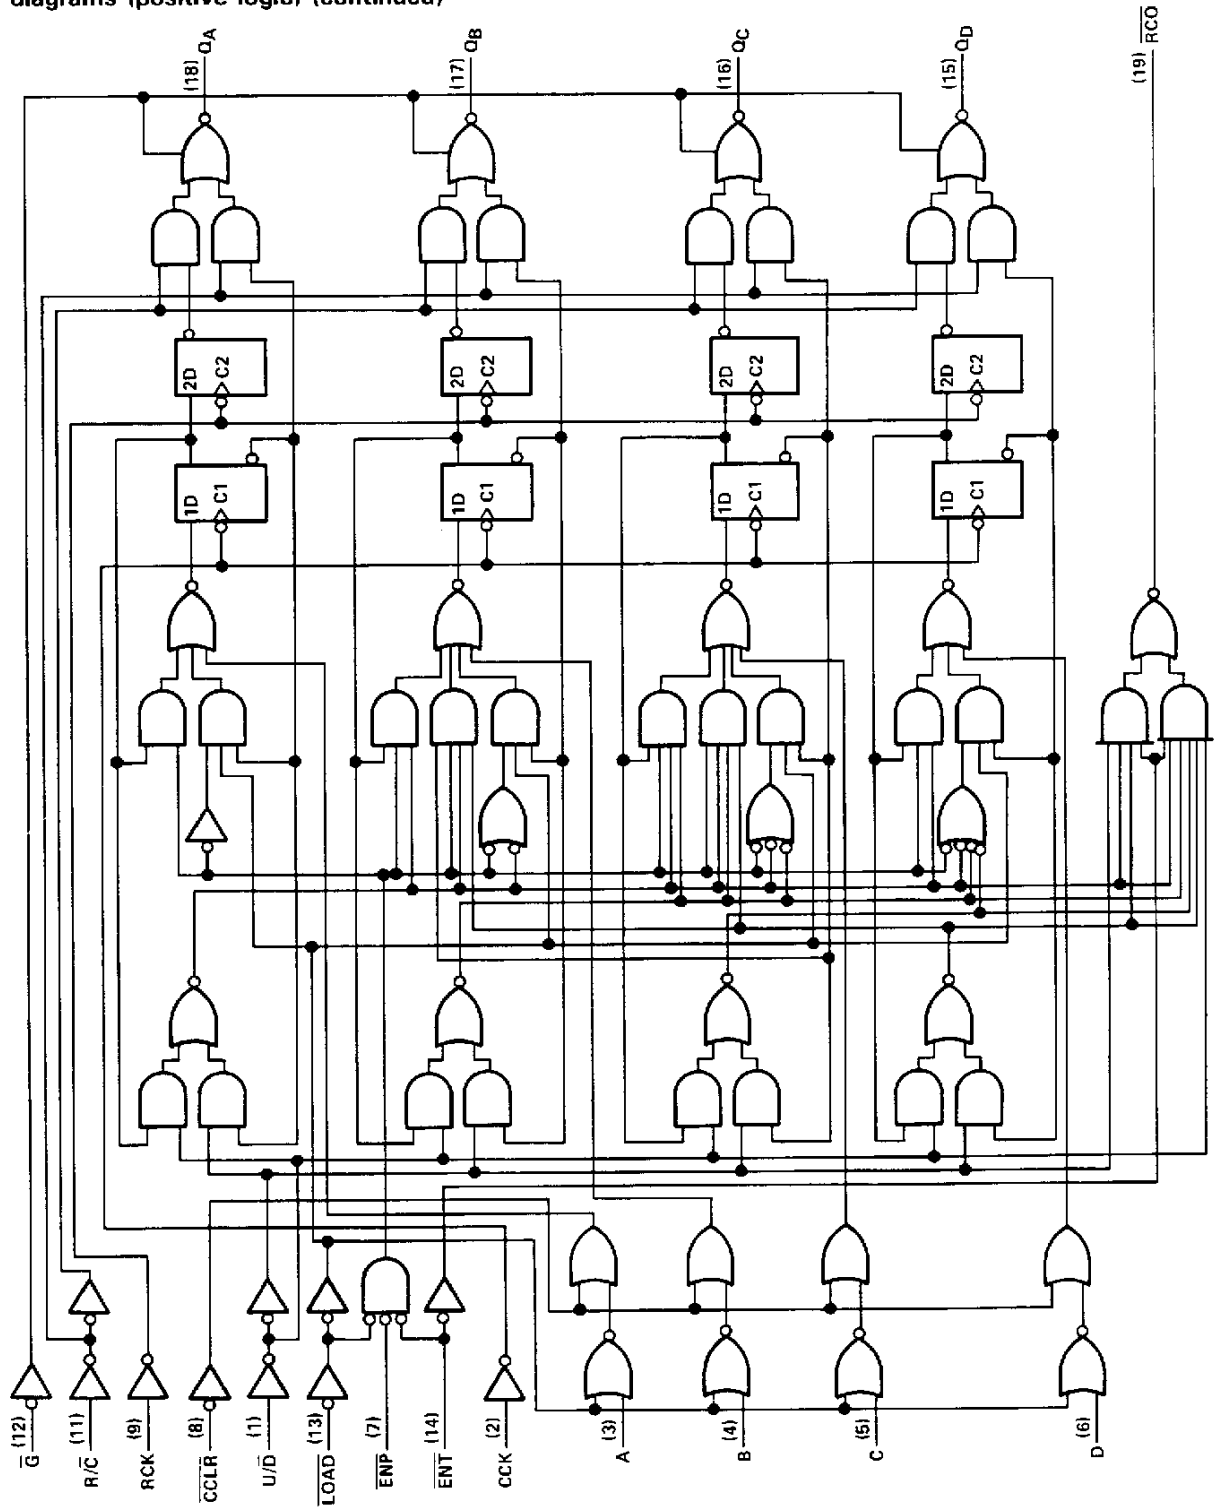 diagrams (positive logic) (continued)
(18) QA
(17) QB
(16) QC
(15) QD
(19) RCO
2D C2
2D C2
2D C2
2D C2
1D C1
1D C1
1D C1
1D C1
G (12)
R/C (11)
RCK (9)
CCLR (8)
U/D (1)
LOAD (13)
ENP (7)
ENT (14)
CCK (2)
A (3)
B (4)
C (5)
D (6)